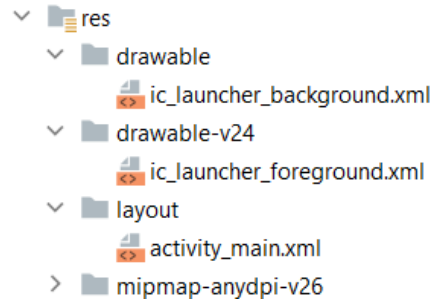 res
drawable
ic_launcher_background.xml
drawable-v24
ic_launcher_foreground.xml
layout
activity_main.xml
mipmap-anydpi-v26